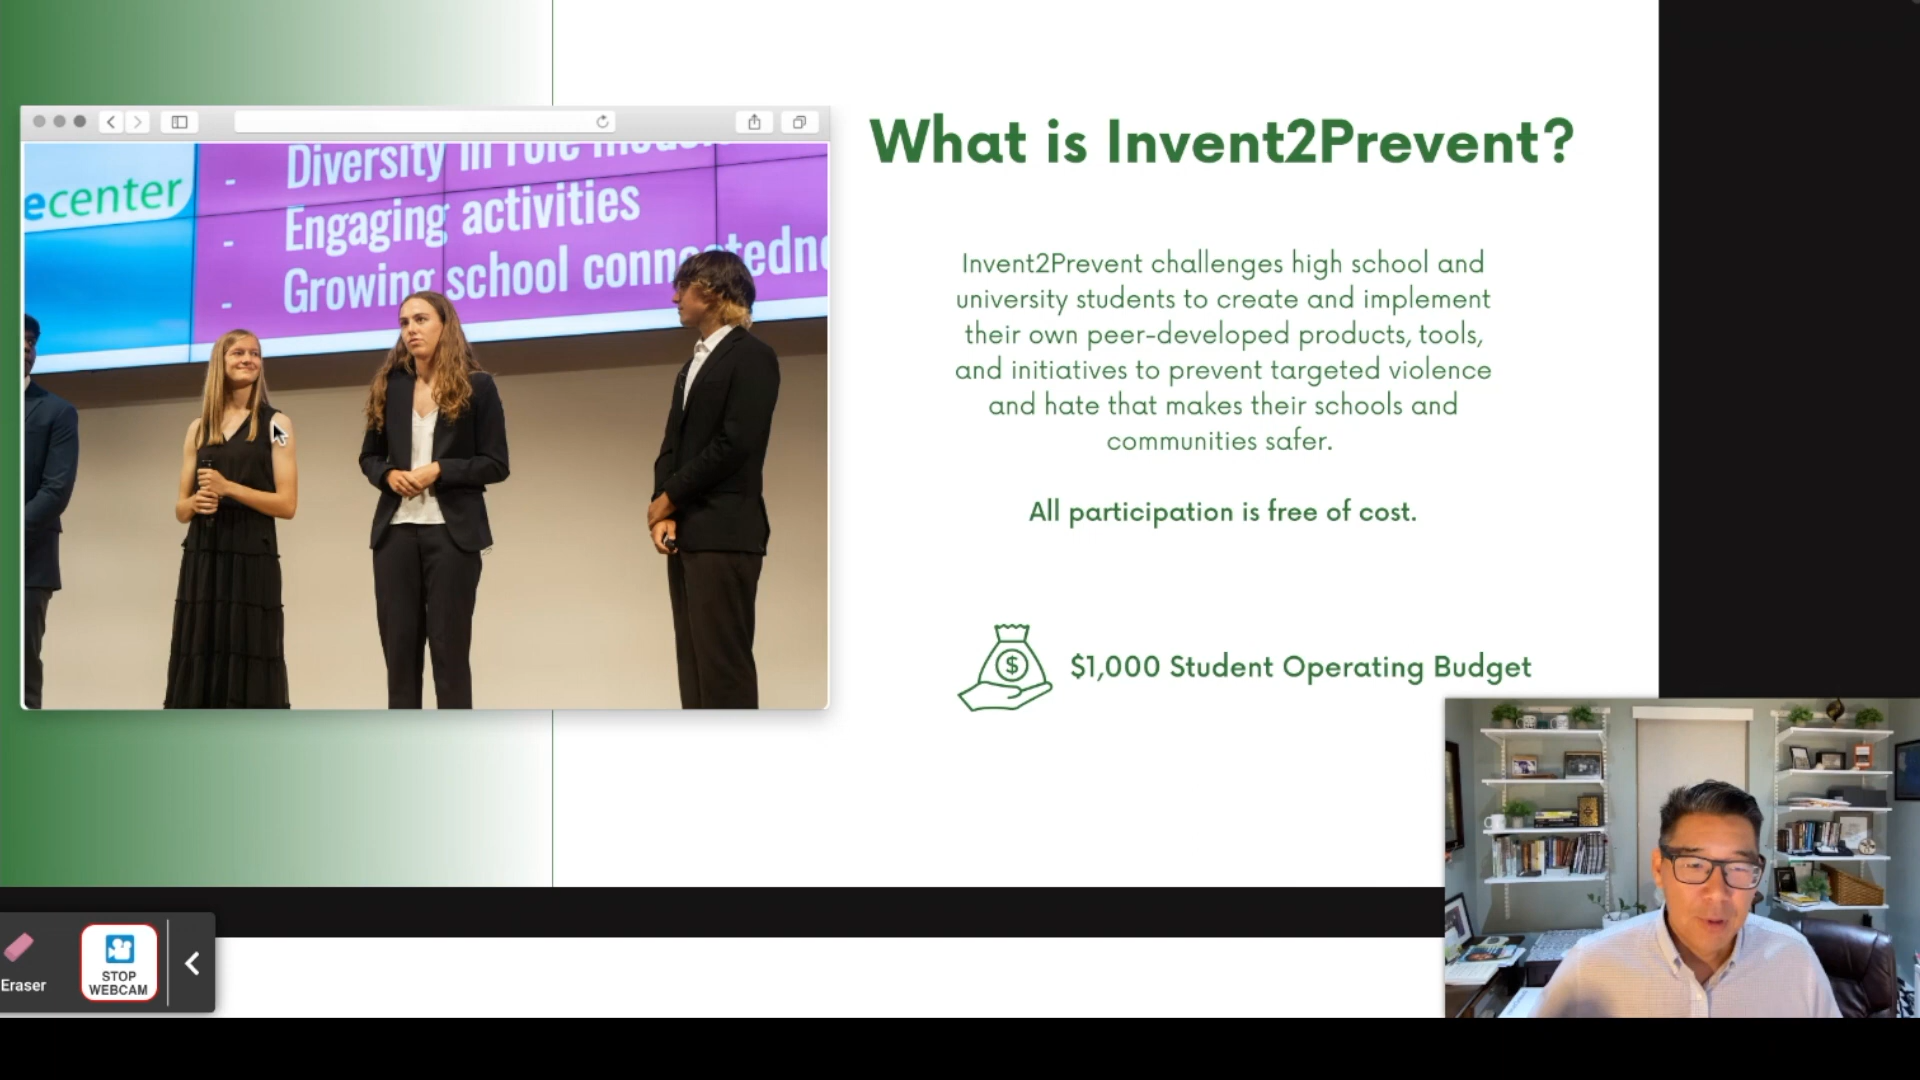 ecenter
- Diversity in role
- Engaging activities
- Growing school
What is Invent2Prevent?
Invent2Prevent challenges high school and
university students to create and implement
their own peer-developed products, tools,
and initiatives to prevent targeted violence
and hate that makes their schools and
communities safer.
All participation is free of cost.
$
$1,000 Student Operating Budget
Eraser
STOP
WEBCAM